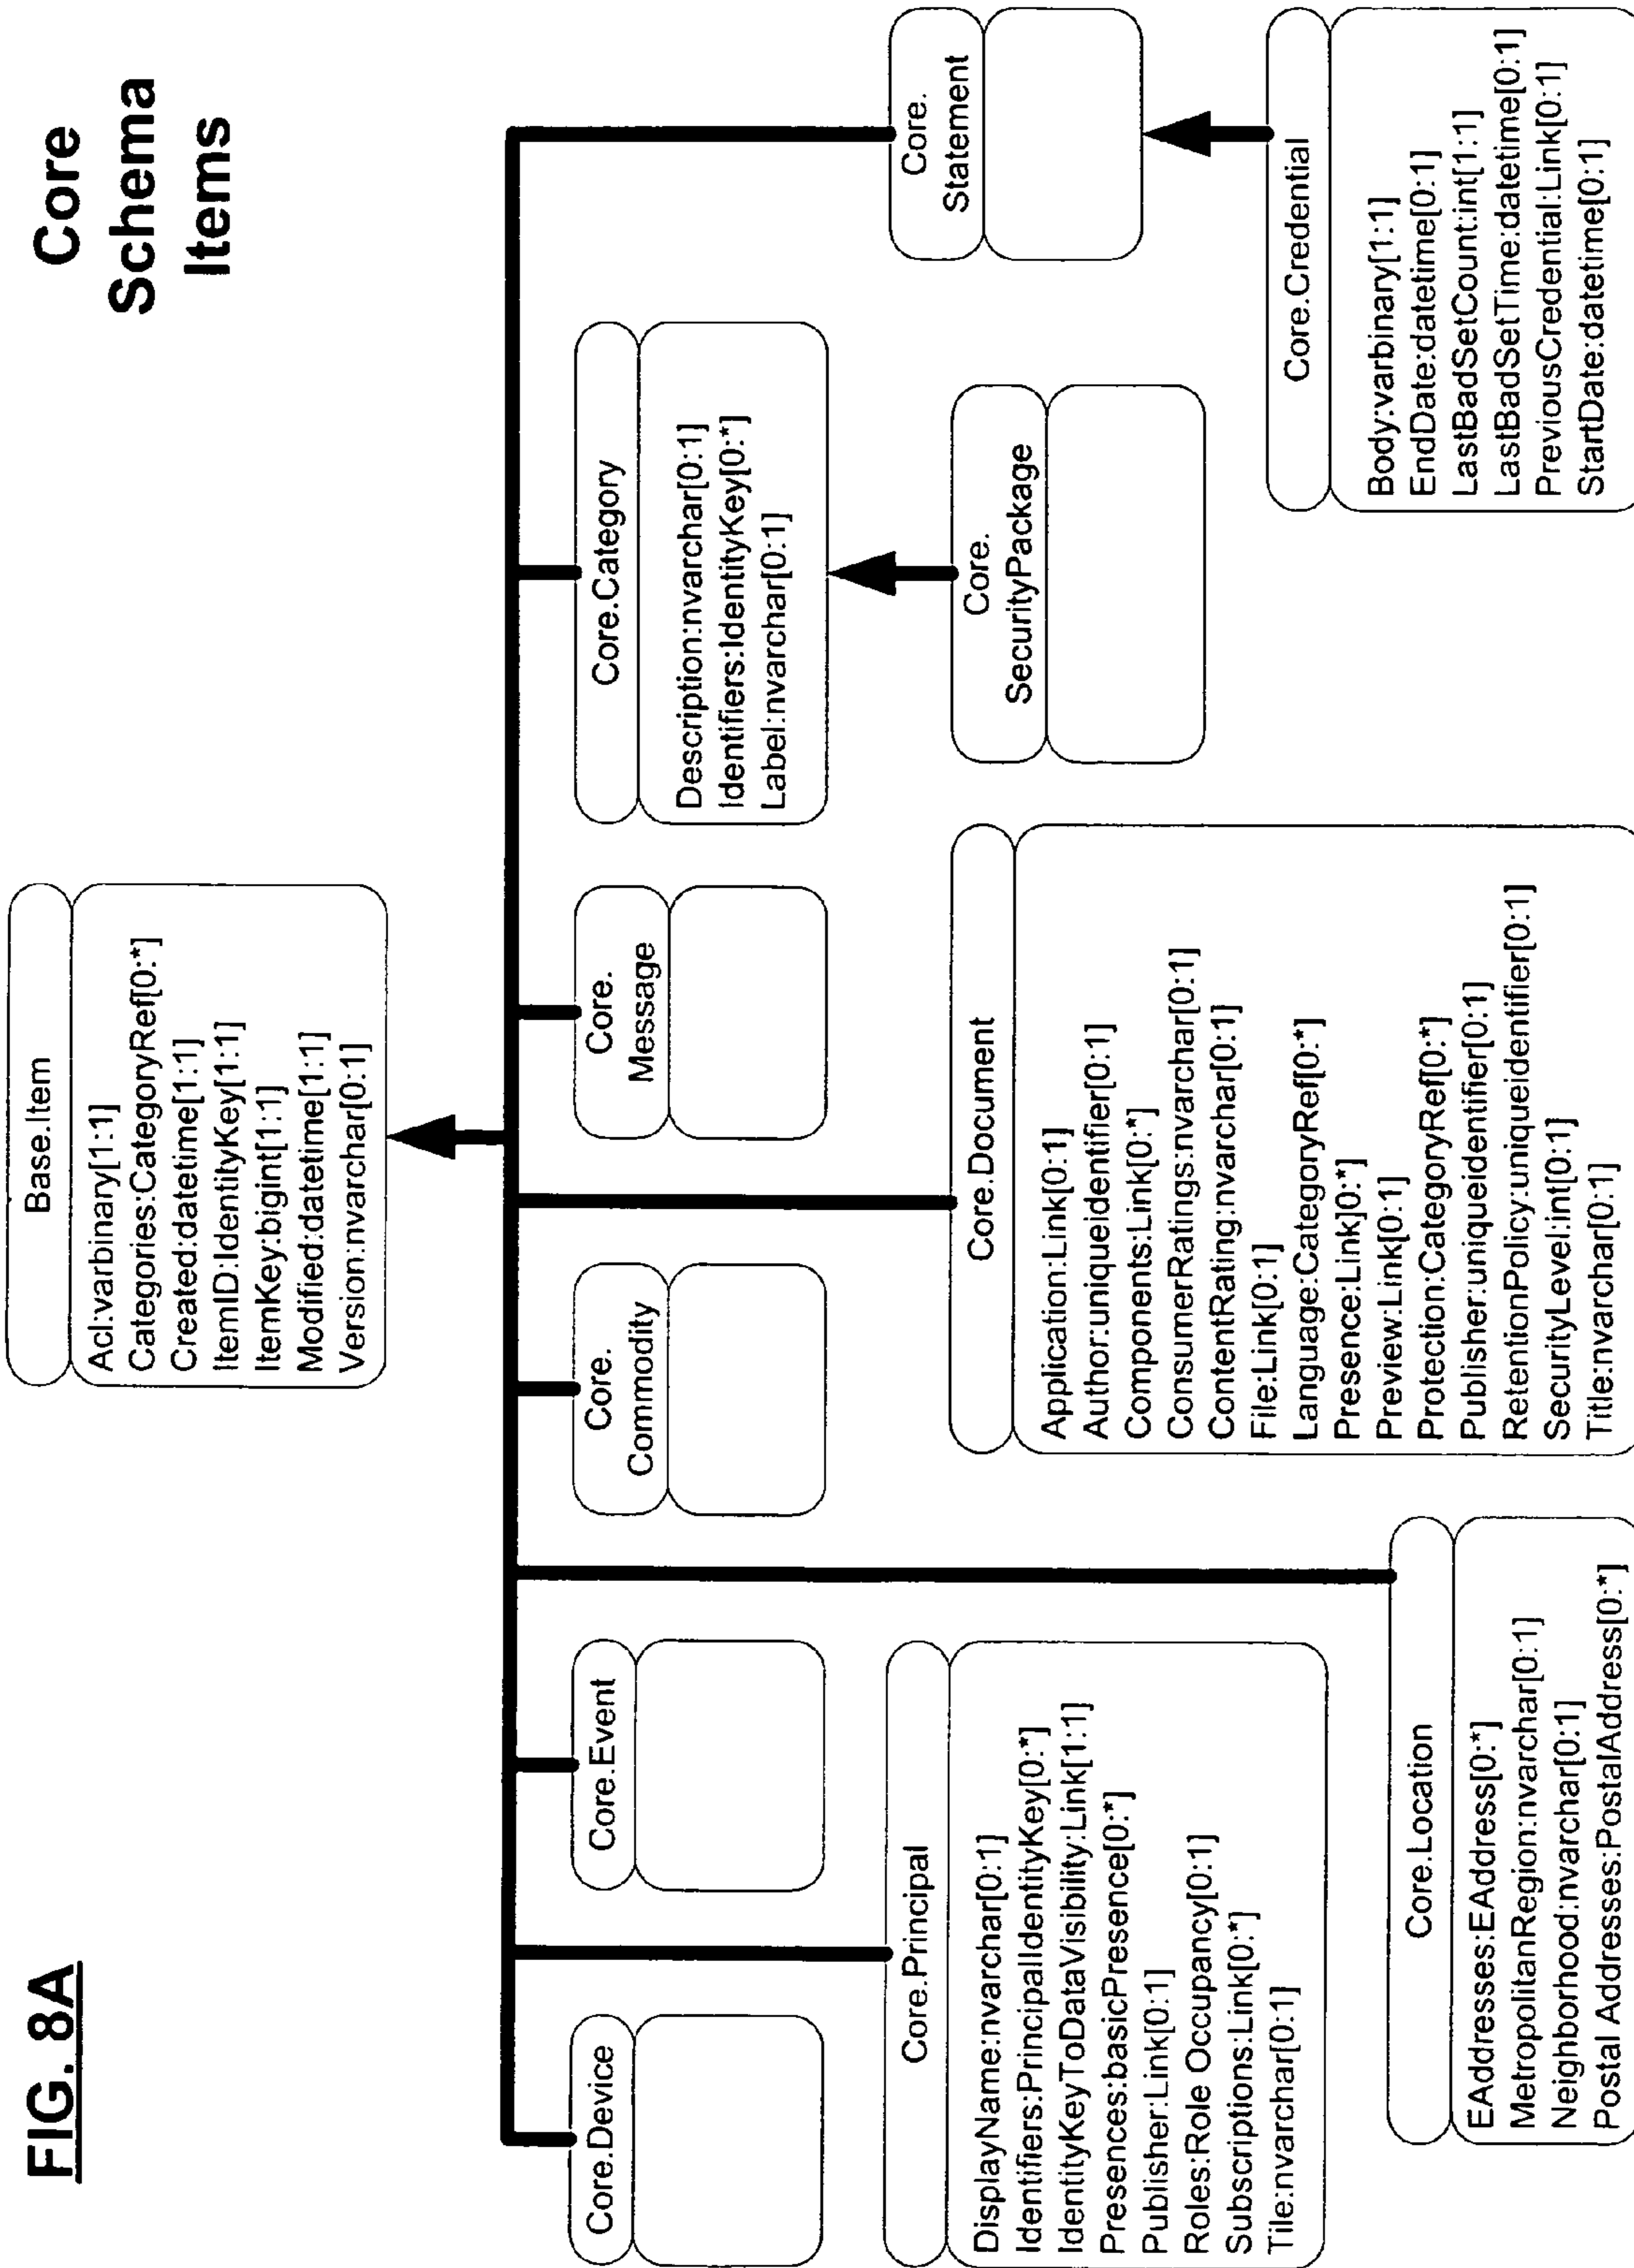 FIG. 8A
Core
Schema
Items
Base.Item
Acl:varbinary[1:1]
Categories:CategoryRef[0:*]
Created:datetime[1:1]
ItemID:IdentityKey[1:1]
ItemKey:bigint[1:1]
Modified:datetime[1:1]
Version:nvarchar[0:1]
Core.Device
Core.Event
Core.
Commodity
Core.
Message
Core.Category
Description:nvarchar[0:1]
Identifiers:IdentityKey[0:*]
Label:nvarchar[0:1]
Core.Principal
DisplayName:nvarchar[0:1]
Identifiers:PrincipalIdentityKey[0:*]
IdentityKeyToDataVisibility:Link[1:1]
Presences:basicPresence[0:*]
Publisher:Link[0:1]
Roles:Role Occupancy[0:1]
Subscriptions:Link[0:*]
Tile:nvarchar[0:1]
Core.
Statement
Core.Document
Application:Link[0:1]
Author:uniqueidentifier[0:1]
Components:Link[0:*]
ConsumerRatings:nvarchar[0:1]
ContentRating:nvarchar[0:1]
File:Link[0:1]
Language:CategoryRef[0:*]
Presence:Link]0:*]
Preview:Link[0:1]
Protection:CategoryRef[0:*]
Publisher:uniqueidentifier[0:1]
RetentionPolicy:uniqueidentifier[0:1]
SecurityLevel:int[0:1]
Title:nvarchar[0:1]
Core.
SecurityPackage
Core.Location
EAddresses:EAddress[0:*]
MetropolitanRegion:nvarchar[0:1]
Neighborhood:nvarchar[0:1]
Postal Addresses:PostalAddress[0:*]
Core.Credential
Body:varbinary[1:1]
EndDate:datetime[0:1]
LastBadSetCount:int[1:1]
LastBadSetTime:datetime[0:1]
PreviousCredential:Link[0:1]
StartDate:datetime[0:1]